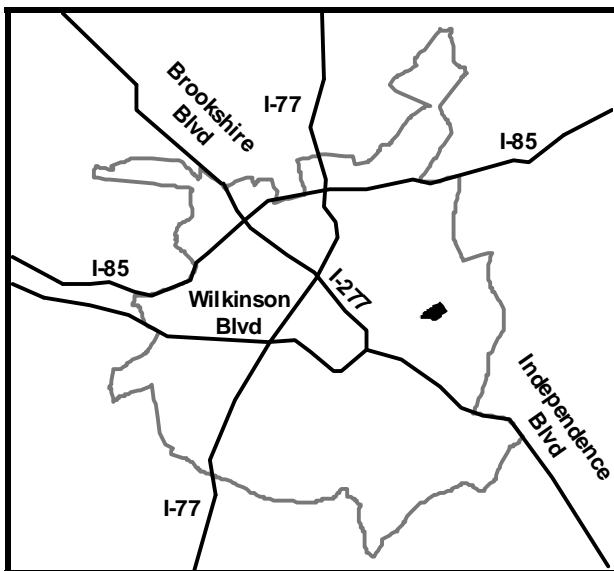 Brookshire
Blvd
I-77
I-85
I-85
Wilkinson
Blvd
I-277
Independence
Blvd
I-77